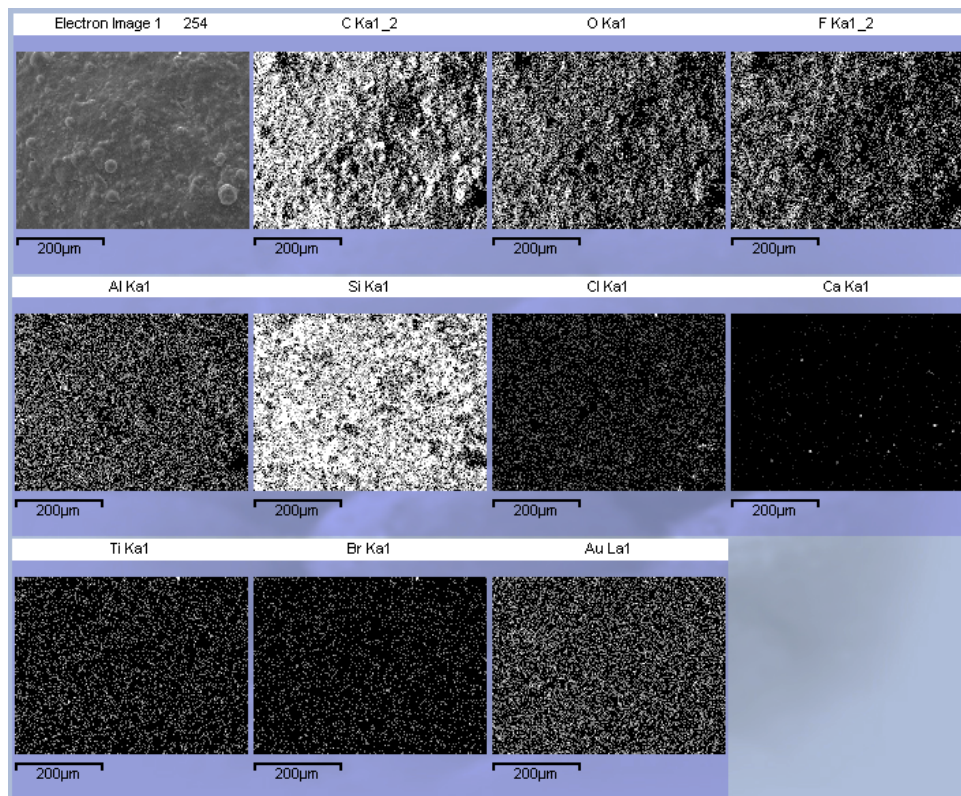 Electron Image 1 254
C Ka1_2
O Ka1
F Ka1_2
200µm
200µm
200µm
200µm
Al Ka1
Si Ka1
Cl Ka1
Ca Ka1
200µm
200µm
200µm
200µm
Ti Ka1
Br Ka1
Au La1
200µm
200µm
200µm